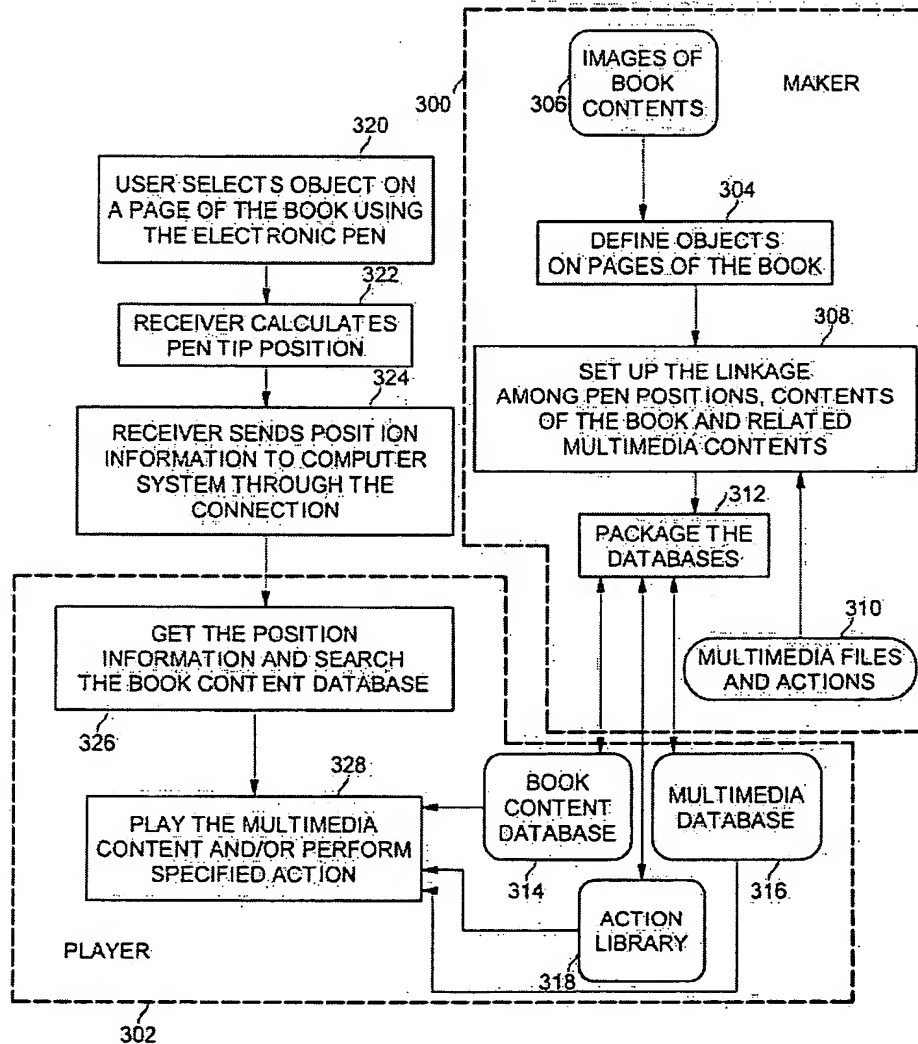 IMAGES OF
BOOK
CONTENTS
306
MAKER
300
320
USER SELECTS OBJECT ON
A PAGE OF THE BOOK USING
THE ELECTRONIC PEN
304
DEFINE OBJECTS
ON PAGES OF THE BOOK
322
RECEIVER CALCULATES
PEN TIP POSITION
308
SET UP THE LINKAGE
AMONG PEN POSITIONS, CONTENTS
OF THE BOOK AND RELATED
MULTIMEDIA CONTENTS
324
RECEIVER SENDS POSITION
INFORMATION TO COMPUTER
SYSTEM THROUGH THE
CONNECTION
312
PACKAGE THE
DATABASES
310
MULTIMEDIA FILES
AND ACTIONS
GET THE POSITION
INFORMATION AND SEARCH
THE BOOK CONTENT DATABASE
326
328
PLAY THE MULTIMEDIA
CONTENT AND/OR PERFORM
SPECIFIED ACTION
BOOK
CONTENT
DATABASE
314
MULTIMEDIA
DATABASE
316
ACTION
LIBRARY
318
PLAYER
302